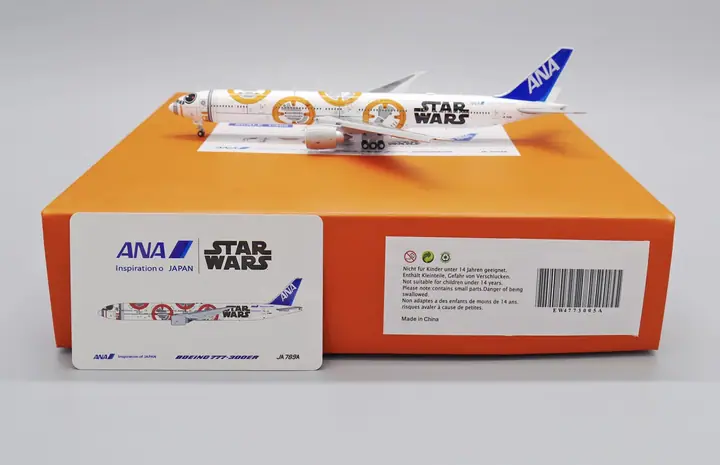 ANA
STAR
WARS
ANA
STAR
WARS
Inspiration o JAPAN
ANA
STAR
WARS
ANA
Inspiration of JAPAN
BOEING 777-300ER
JA789A
Nicht für Kinder unter 14 Jahren geeignet.
Enthält Kleinteile, Gefahr von Verschlucken.
Not suitable for children under 14 years.
Please note:contains small parts.Danger of being
swallowed.
Non adaptes a des enfants de moins de 14 ans.
risques avaler à cause de petites.
Made in China
EW4773005A